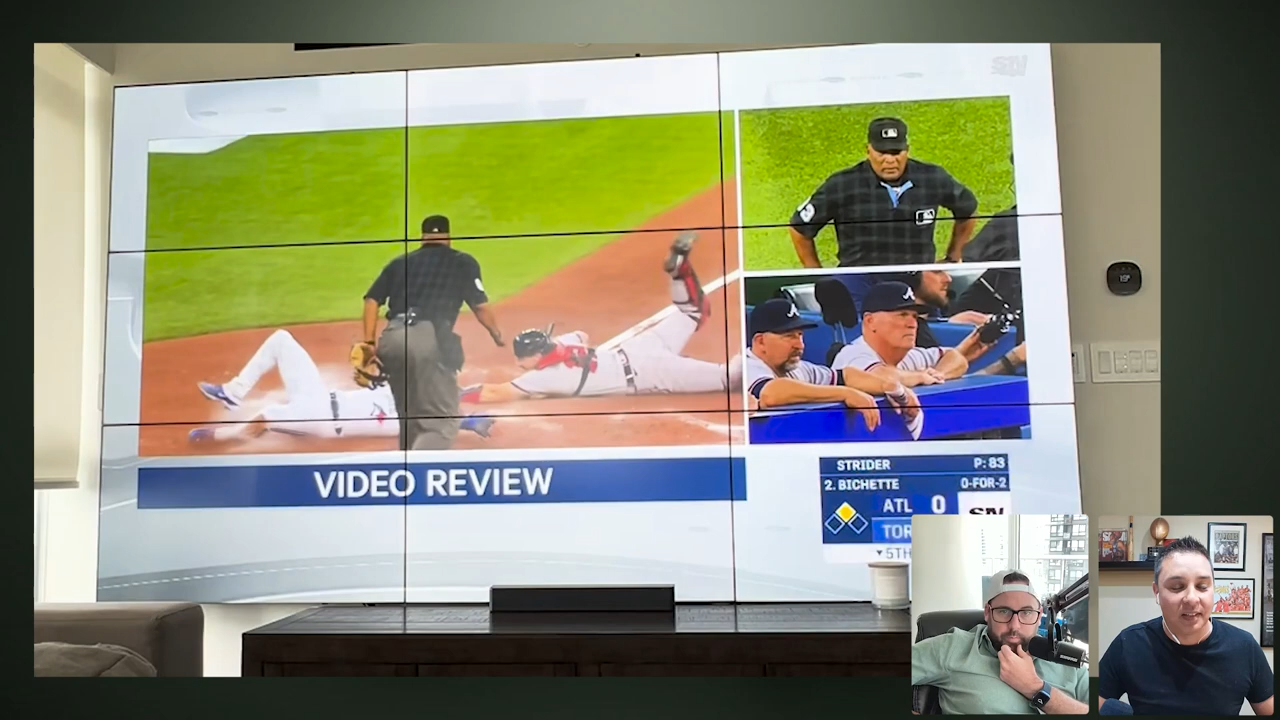 SN
VIDEO REVIEW
STRIDER P: 83
2. BICHETTE 0-FOR-2
ATL 0
SN
TOR
▼5TH